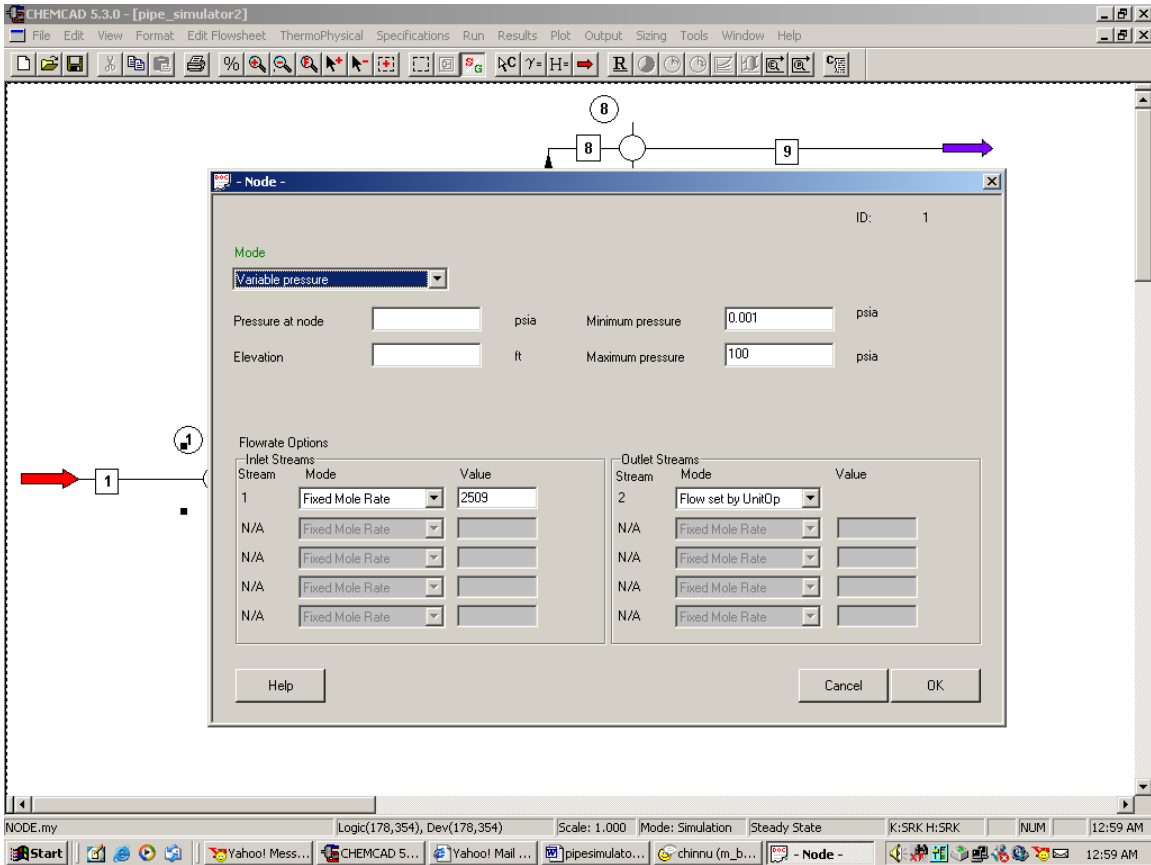 CHEMCAD 5.3.0 - [pipe_simulator2]
File Edit View Format Edit Flowsheet ThermoPhysical Specifications Run Results Plot Output Sizing Tools Window Help
% S G C γ= H= R C
8
8 9
- Node -
ID: 1
Mode
Variable pressure
Pressure at node psia Minimum pressure 0.001 psia
Elevation ft Maximum pressure 100 psia
1
1
Flowrate Options
Inlet Streams Outlet Streams
Stream Mode Value Stream Mode Value
1 Fixed Mole Rate 2509 2 Flow set by UnitOp
N/A Fixed Mole Rate N/A Fixed Mole Rate
N/A Fixed Mole Rate N/A Fixed Mole Rate
N/A Fixed Mole Rate N/A Fixed Mole Rate
N/A Fixed Mole Rate N/A Fixed Mole Rate
Help Cancel OK
NODE.my Logic(178,354), Dev(178,354) Scale: 1.000 Mode: Simulation Steady State K:SRK H:SRK NUM 12:59 AM
Start Yahoo! Mess... CHEMCAD 5... Yahoo! Mail ... pipesimulato... chinnu (m_b... - Node - 12:59 AM